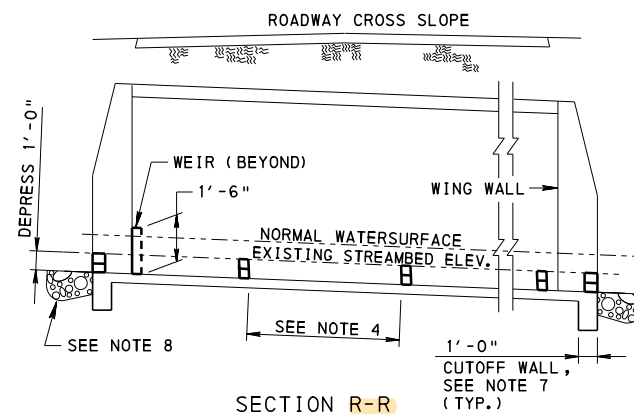 ROADWAY CROSS SLOPE
DEPRESS 1'-0"
WEIR (BEYOND)
1'-6"
WING WALL
NORMAL WATERSURFACE
EXISTING STREAMBED ELEV.
SEE NOTE 4
SEE NOTE 8
1'-0"
CUTOFF WALL,
SEE NOTE 7
(TYP.)
SECTION R-R